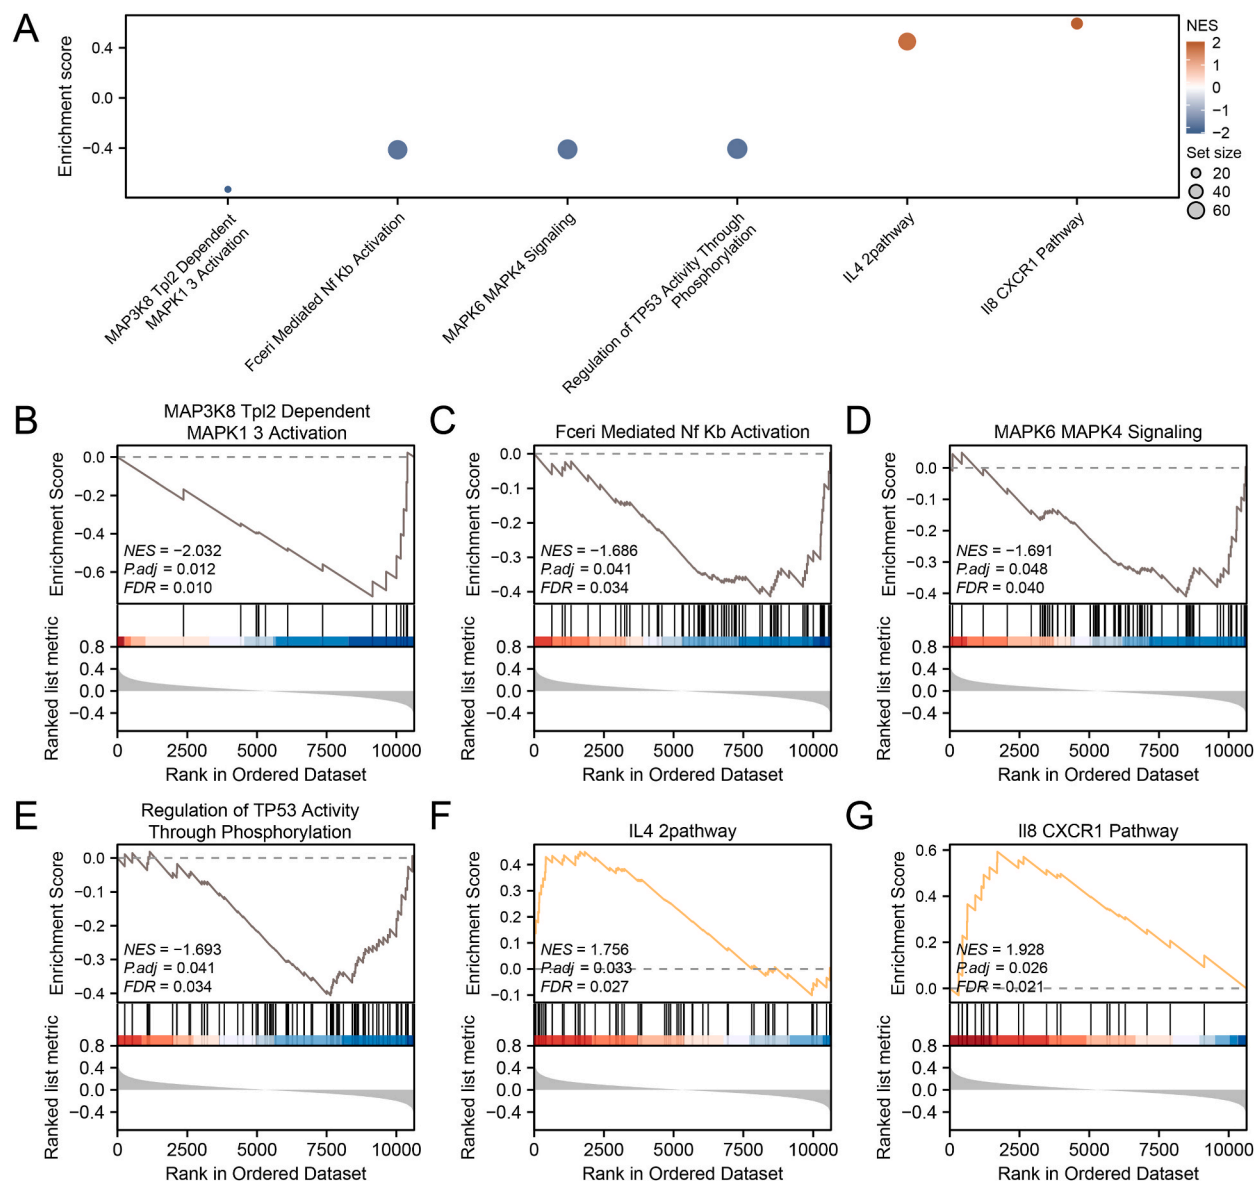 A
Enrichment score
0.4
0.0
−0.4
MAP3K8 Tpl2 Dependent
MAPK1 3 Activation
Fceri Mediated Nf Kb Activation
MAPK6 MAPK4 Signaling
Regulation of TP53 Activity Through
Phosphorylation
IL4 2pathway
Il8 CXCR1 Pathway
NES
2
1
0
−1
−2
Set size
20
40
60
B
MAP3K8 Tpl2 Dependent
MAPK1 3 Activation
Enrichment Score
0.0
−0.2
−0.4
−0.6
NES = −2.032
P.adj = 0.012
FDR = 0.010
Ranked list metric
0.8
0.4
0.0
−0.4
0 2500 5000 7500 10000
Rank in Ordered Dataset
C
Fceri Mediated Nf Kb Activation
Enrichment Score
0.0
−0.1
−0.2
−0.3
−0.4
NES = −1.686
P.adj = 0.041
FDR = 0.034
Ranked list metric
0.8
0.4
0.0
−0.4
0 2500 5000 7500 10000
Rank in Ordered Dataset
D
MAPK6 MAPK4 Signaling
Enrichment Score
0.0
−0.1
−0.2
−0.3
−0.4
NES = −1.691
P.adj = 0.048
FDR = 0.040
Ranked list metric
0.8
0.4
0.0
−0.4
0 2500 5000 7500 10000
Rank in Ordered Dataset
E
Regulation of TP53 Activity
Through Phosphorylation
Enrichment Score
0.0
−0.1
−0.2
−0.3
−0.4
NES = −1.693
P.adj = 0.041
FDR = 0.034
Ranked list metric
0.8
0.4
0.0
−0.4
0 2500 5000 7500 10000
Rank in Ordered Dataset
F
IL4 2pathway
Enrichment Score
0.4
0.3
0.2
0.1
0.0
−0.1
NES = 1.756
P.adj = 0.033
FDR = 0.027
Ranked list metric
0.8
0.4
0.0
−0.4
0 2500 5000 7500 10000
Rank in Ordered Dataset
G
Il8 CXCR1 Pathway
Enrichment Score
0.6
0.4
0.2
0.0
NES = 1.928
P.adj = 0.026
FDR = 0.021
Ranked list metric
0.8
0.4
0.0
−0.4
0 2500 5000 7500 10000
Rank in Ordered Dataset